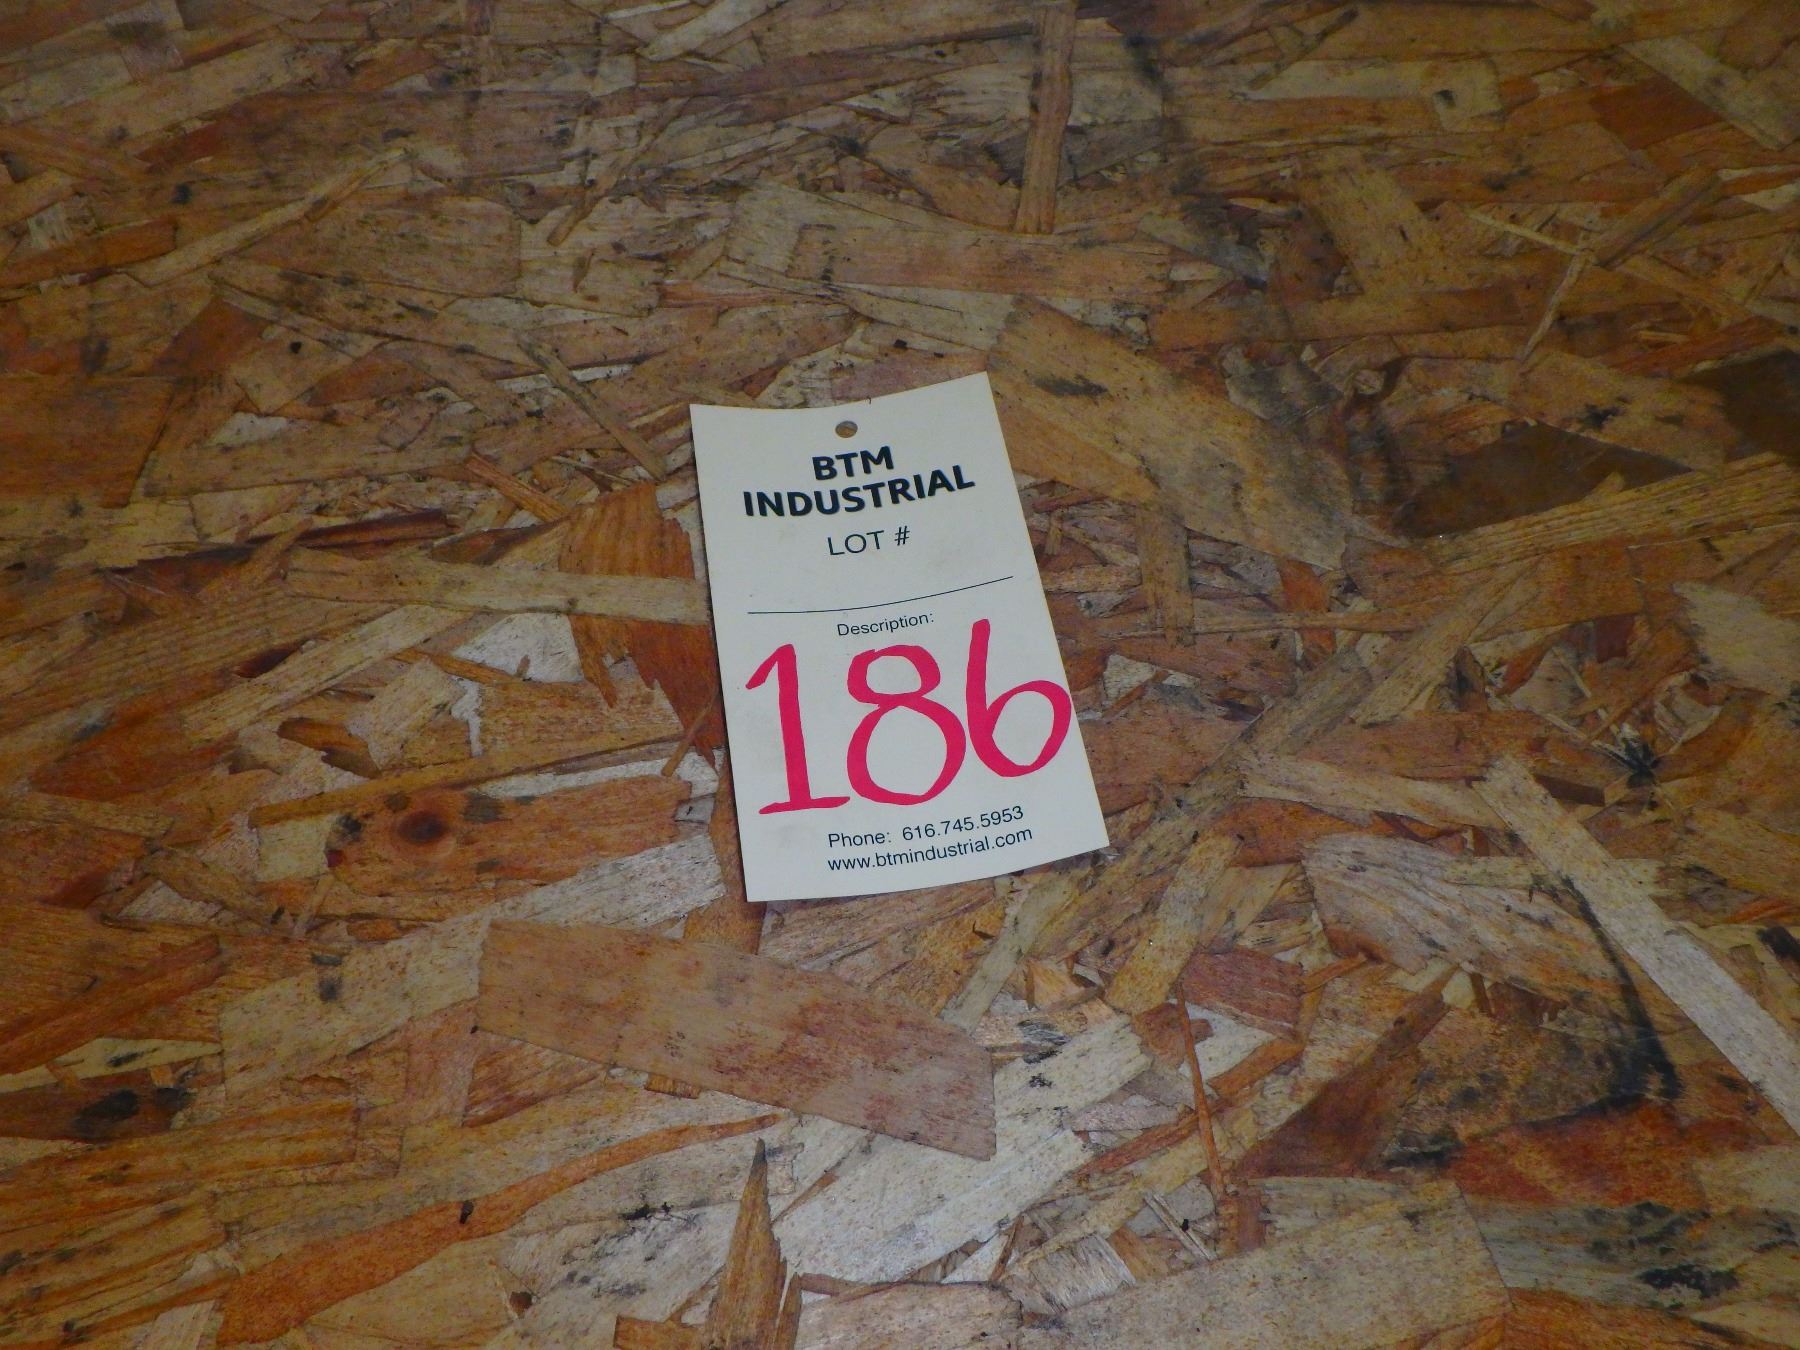 BTM
INDUSTRIAL
LOT #
Description:
186
Phone: 616.745.5953
www.btmindustrial.com